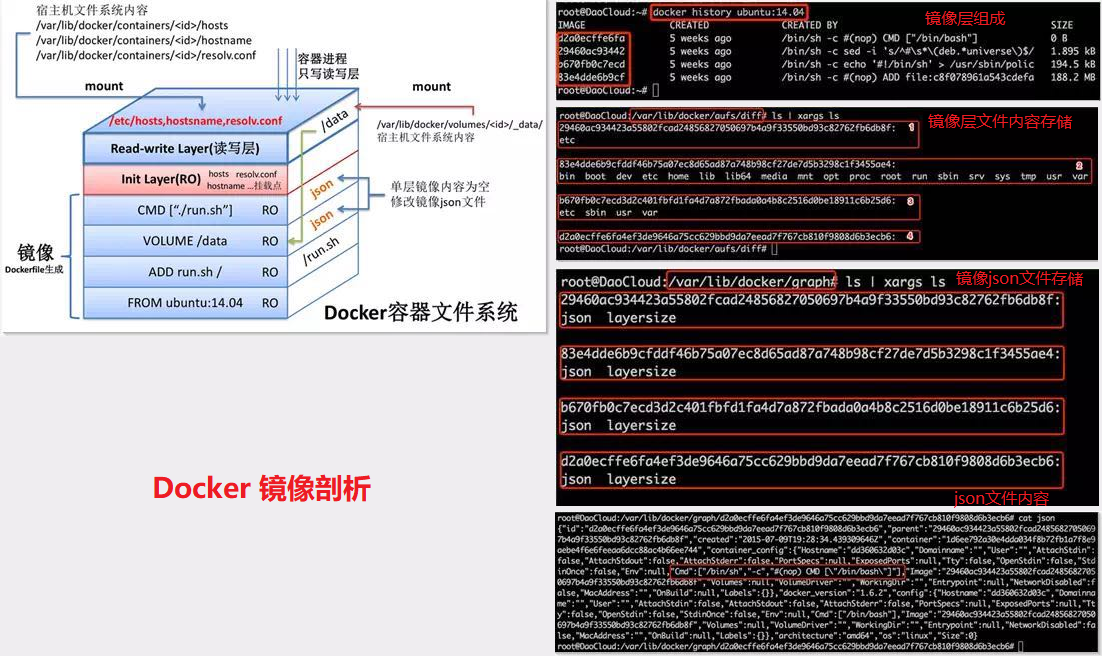 宿主机文件系统内容
/var/lib/docker/containers/<id>/hosts
/var/lib/docker/containers/<id>/hostname
/var/lib/docker/containers/<id>/resolv.conf
容器进程
只写读写层
mount
mount
/etc/hosts,hostname,resolv.conf
/data
/var/lib/docker/volumes/<id>/_data/
宿主机文件系统内容
Read-write Layer(读写层)
Init Layer(RO)
hosts resolv.conf
hostname ...挂载点
json
单层镜像内容为空
修改镜像json文件
json
CMD ["./run.sh"] RO
VOLUME /data RO
/run.sh
ADD run.sh / RO
FROM ubuntu:14.04 RO
镜像
Dockerfile生成
Docker容器文件系统
Docker 镜像剖析
root@DaoCloud:~# docker history ubuntu:14.04
镜像层组成
IMAGE CREATED CREATED BY SIZE
d2a0ecffe6fa 5 weeks ago /bin/sh -c #(nop) CMD ["/bin/bash"] 0 B
29460ac93442 5 weeks ago /bin/sh -c sed -i 's/^#\s*\(deb.*universe\)$/ 1.895 kB
b670fb0c7ecd 5 weeks ago /bin/sh -c echo '#!/bin/sh' > /usr/sbin/polic 194.5 kB
83e4dde6b9cf 5 weeks ago /bin/sh -c #(nop) ADD file:c8f078961a543cdefa 188.2 MB
root@DaoCloud:~#
root@DaoCloud:/var/lib/docker/aufs/diff# ls | xargs ls
镜像层文件内容存储
29460ac934423a55802fcad24856827050697b4a9f33550bd93c82762fb6db8f: 1
etc
83e4dde6b9cfddf46b75a07ec8d65ad87a748b98cf27de7d5b3298c1f3455ae4: 2
bin boot dev etc home lib lib64 media mnt opt proc root run sbin srv sys tmp usr var
b670fb0c7ecd3d2c401fbfd1fa4d7a872fbada0a4b8c2516d0be18911c6b25d6: 3
etc sbin usr var
d2a0ecffe6fa4ef3de9646a75cc629bbd9da7eead7f767cb810f9808d6b3ecb6: 4
root@DaoCloud:/var/lib/docker/aufs/diff#
root@DaoCloud:/var/lib/docker/graph# ls | xargs ls
镜像json文件存储
29460ac934423a55802fcad24856827050697b4a9f33550bd93c82762fb6db8f:
json layersize
83e4dde6b9cfddf46b75a07ec8d65ad87a748b98cf27de7d5b3298c1f3455ae4:
json layersize
b670fb0c7ecd3d2c401fbfd1fa4d7a872fbada0a4b8c2516d0be18911c6b25d6:
json layersize
d2a0ecffe6fa4ef3de9646a75cc629bbd9da7eead7f767cb810f9808d6b3ecb6:
json layersize
json文件内容
root@DaoCloud:/var/lib/docker/graph/d2a0ecffe6fa4ef3de9646a75cc629bbd9da7eead7f767cb810f9808d6b3ecb6# cat json
{"id":"d2a0ecffe6fa4ef3de9646a75cc629bbd9da7eead7f767cb810f9808d6b3ecb6","parent":"29460ac934423a55802fcad2485682705069
7b4a9f33550bd93c82762fb6db8f","created":"2015-07-09T19:28:34.439309646Z","container":"1d6ee792a30e4dda034f8b72fb1a7f8e9
aebe4f6e6feeaa6dcc88ac4b66ee744","container_config":{"Hostname":"dd360632d03c","Domainname":"","User":"","AttachStdin":
false,"AttachStdout":false,"AttachStderr":false,"PortSpecs":null,"ExposedPorts":null,"Tty":false,"OpenStdin":false,"Std
inOnce":false,"Env":null,"Cmd":["/bin/sh","-c","#(nop) CMD [\"/bin/bash\"]"],"Image":"29460ac934423a55802fcad2485682705
0697b4a9f33550bd93c82762fb6db8f","Volumes":null,"VolumeDriver":"","WorkingDir":"","Entrypoint":null,"NetworkDisabled":f
alse,"MacAddress":"","OnBuild":null,"Labels":{}},"docker_version":"1.6.2","config":{"Hostname":"dd360632d03c","Domainna
me":"","User":"","AttachStdin":false,"AttachStdout":false,"AttachStderr":false,"PortSpecs":null,"ExposedPorts":null,"Tt
y":false,"OpenStdin":false,"StdinOnce":false,"Env":null,"Cmd":["/bin/bash"],"Image":"29460ac934423a55802fcad24856827050
697b4a9f33550bd93c82762fb6db8f","Volumes":null,"VolumeDriver":"","WorkingDir":"","Entrypoint":null,"NetworkDisabled":fa
lse,"MacAddress":"","OnBuild":null,"Labels":{}},"architecture":"amd64","os":"linux","Size":0}
root@DaoCloud:/var/lib/docker/graph/d2a0ecffe6fa4ef3de9646a75cc629bbd9da7eead7f767cb810f9808d6b3ecb6#